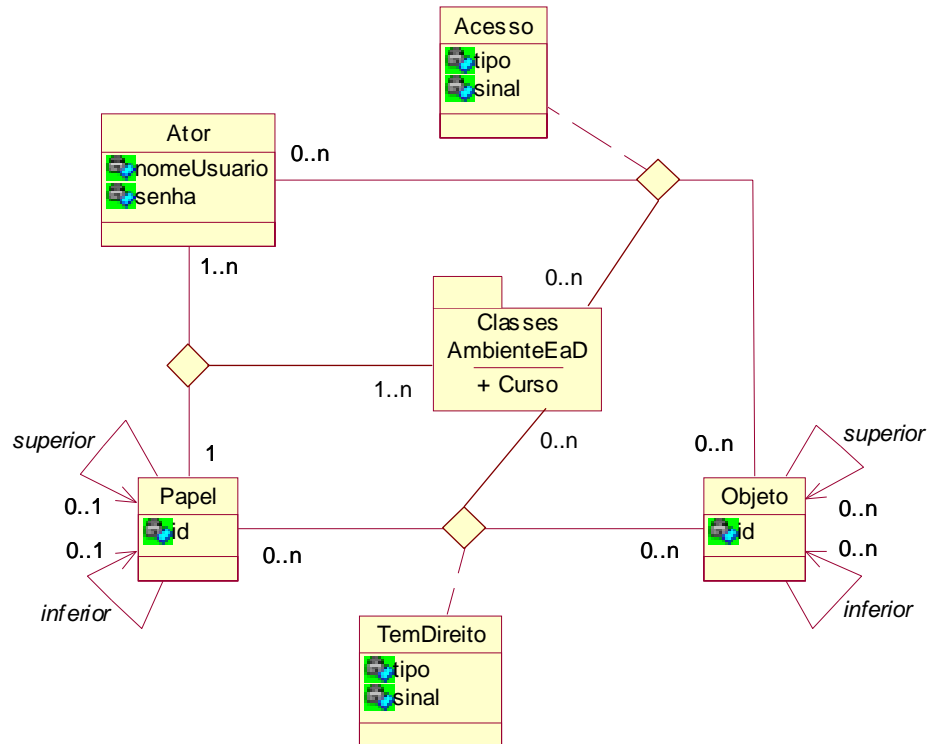 Acesso
tipo
sinal
Ator
nomeUsuario
senha
0..n
1..n
0..n
Classes
AmbienteEaD
+ Curso
1..n
0..n
superior
1
0..n
superior
0..1
Papel
id
Objeto
id
0..n
0..1
0..n
0..n
0..n
inferior
inferior
TemDireito
tipo
sinal